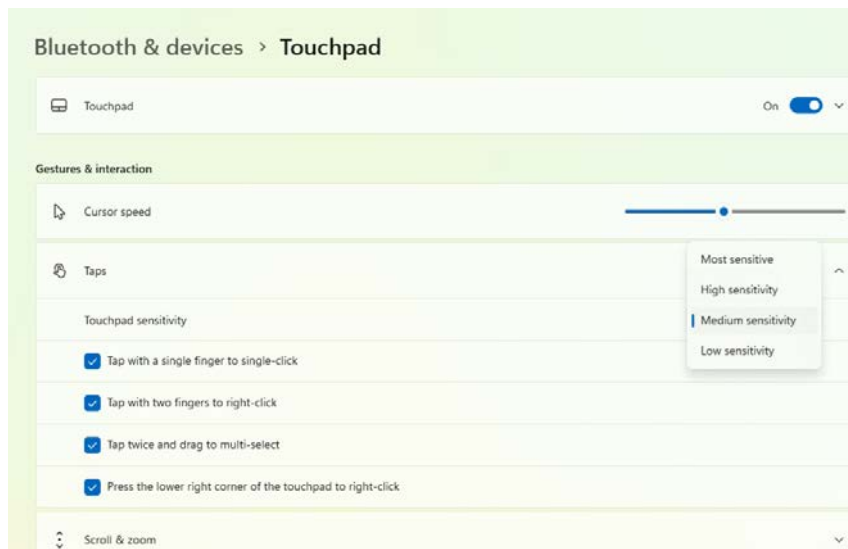 Bluetooth & devices > Touchpad
Touchpad On
Gestures & interaction
Cursor speed
Taps
Most sensitive
High sensitivity
Touchpad sensitivity
Medium sensitivity
Low sensitivity
Tap with a single finger to single-click
Tap with two fingers to right-click
Tap twice and drag to multi-select
Press the lower right corner of the touchpad to right-click
Scroll & zoom